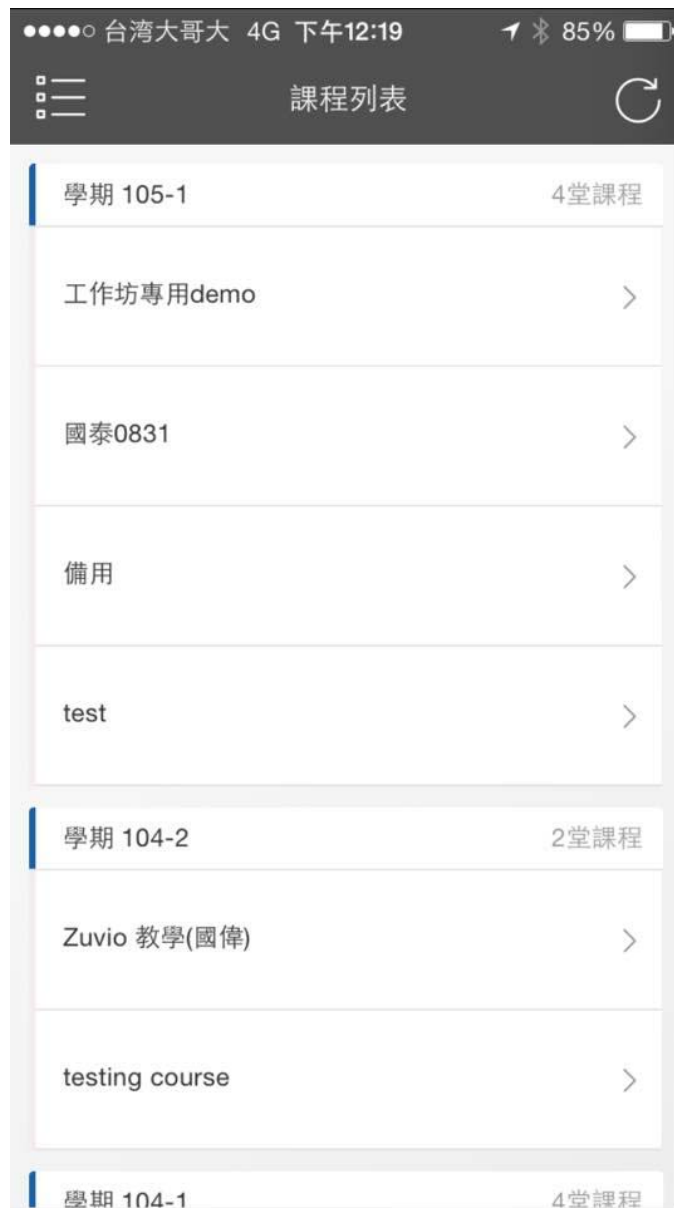 台湾大哥大 4G 下午12:19 85%
課程列表
學期 105-1 4堂課程
工作坊專用demo
國泰0831
備用
test
學期 104-2 2堂課程
Zuvio 教學(國偉)
testing course
學期 104-1 4堂課程